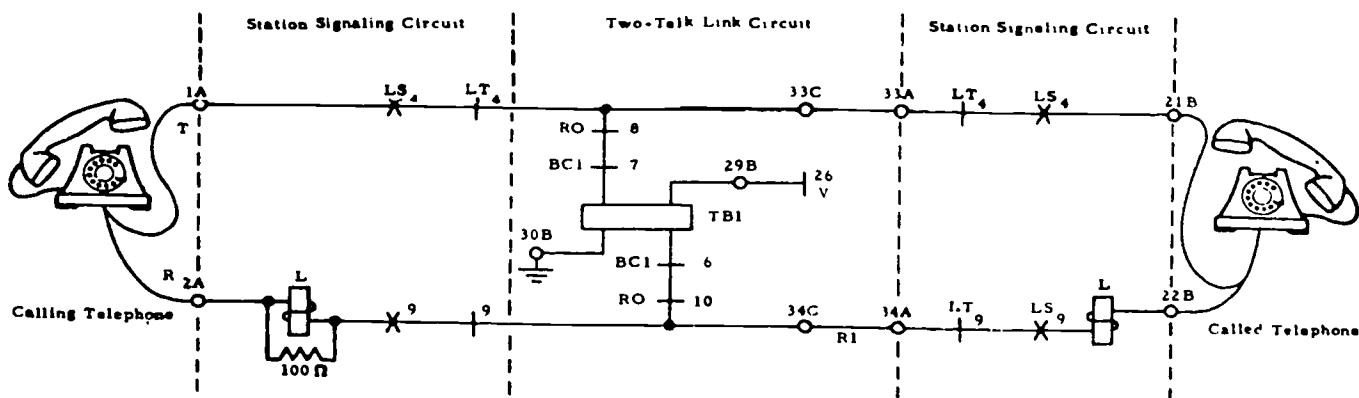 Station Signaling Circuit
Two-Talk Link Circuit
Station Signaling Circuit
1A
LS4
LT4
33C
33A
LT4
LS4
21B
T
RO 8
BC1 7
29B
26 V
TB1
30B
BC1 6
RO 10
R 2A
L
9
9
34C
R1
34A
LT9
LS9
L
22B
Calling Telephone
Called Telephone
100 Ω